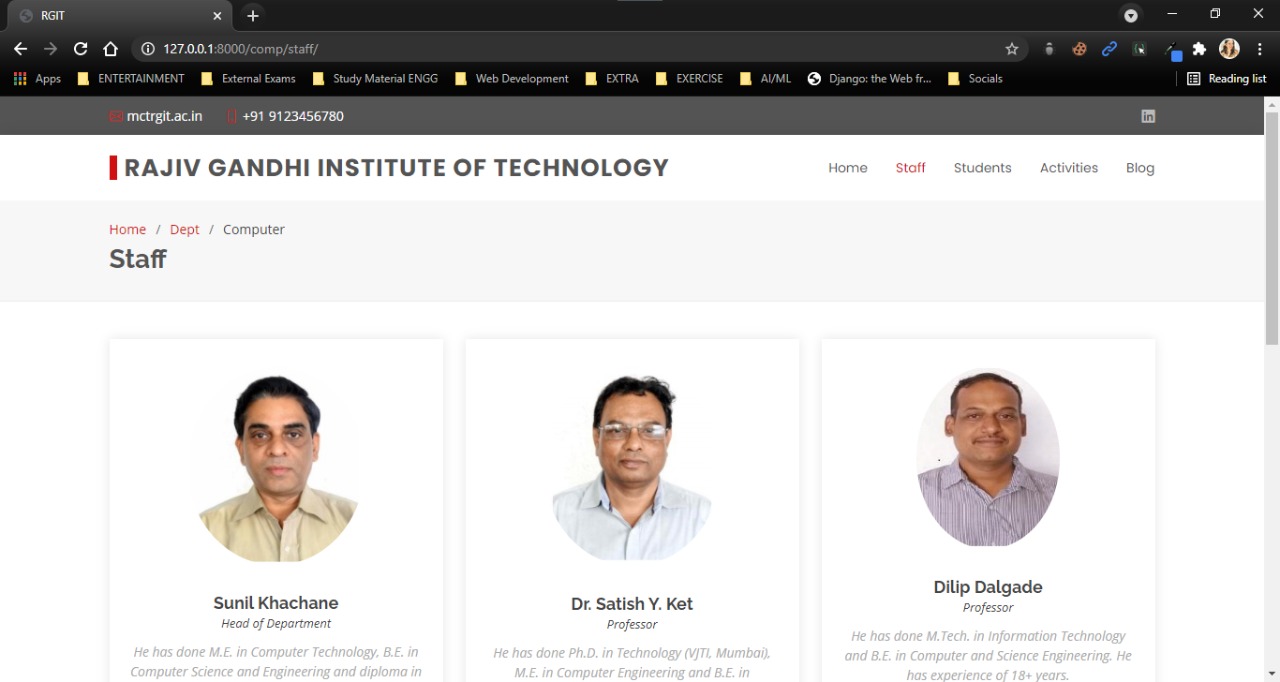 RGIT
127.0.0.1:8000/comp/staff/
Apps ENTERTAINMENT External Exams Study Material ENGG Web Development EXTRA EXERCISE AI/ML Django: the Web fr... Socials Reading list
mctrgit.ac.in +91 9123456780
RAJIV GANDHI INSTITUTE OF TECHNOLOGY
Home Staff Students Activities Blog
Home / Dept / Computer
Staff
Sunil Khachane
Head of Department
He has done M.E. in Computer Technology, B.E. in
Computer Science and Engineering and diploma in
Dr. Satish Y. Ket
Professor
He has done Ph.D. in Technology (VJTI, Mumbai),
M.E. in Computer Engineering and B.E. in
Dilip Dalgade
Professor
He has done M.Tech. in Information Technology
and B.E. in Computer and Science Engineering. He
has experience of 18+ years.